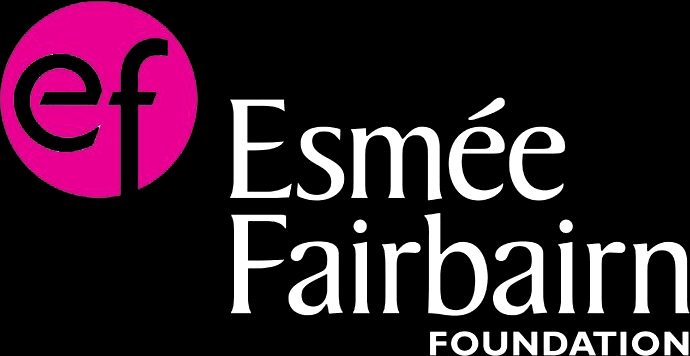 ef
Esmée
Fairbairn
FOUNDATION